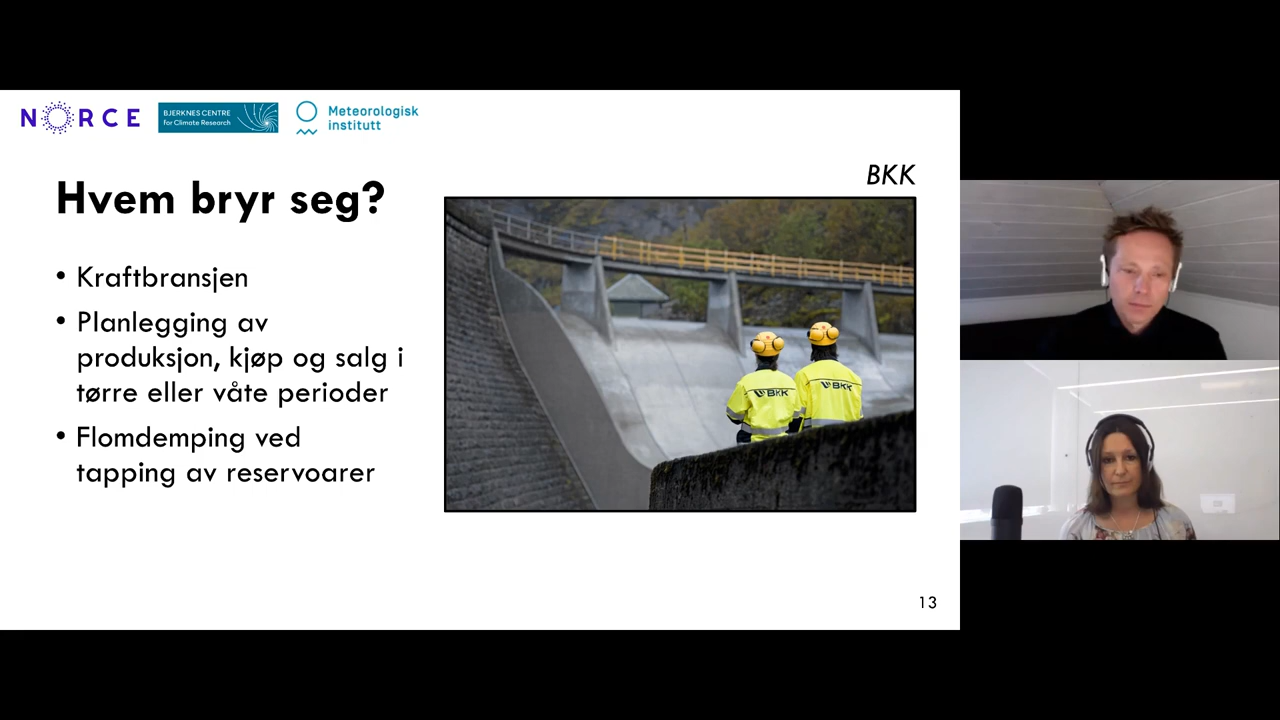 NORCE
BJERKNES CENTRE
for Climate Research
Meteorologisk
institutt
BKK
Hvem bryr seg?
• Kraftbransjen
• Planlegging av
produksjon, kjøp og salg i
tørre eller våte perioder
• Flomdemping ved
tapping av reservoarer
BKK
BKK
13